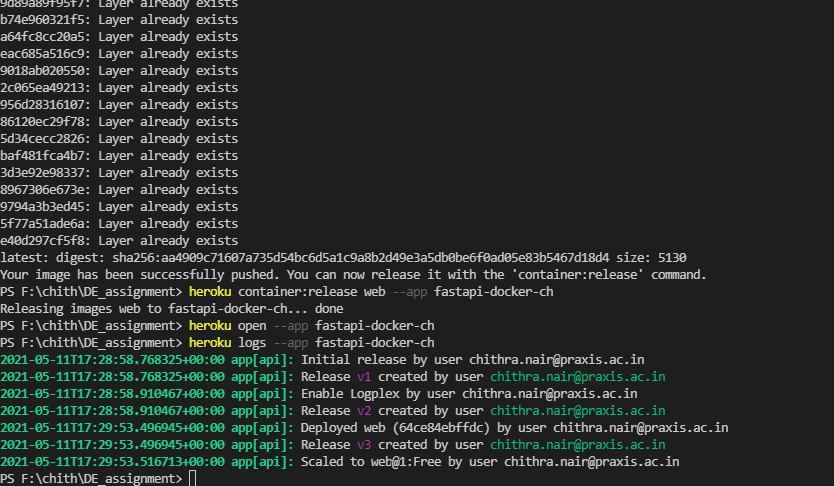 9d89a89f95f7: Layer already exists
b74e960321f5: Layer already exists
a64fc8cc20a5: Layer already exists
eac685a516c9: Layer already exists
9018ab020550: Layer already exists
2c065ea49213: Layer already exists
956d28316107: Layer already exists
86120ec29f78: Layer already exists
5d34cecc2826: Layer already exists
baf481fca4b7: Layer already exists
3d3e92e98337: Layer already exists
8967306e673e: Layer already exists
9794a3b3ed45: Layer already exists
5f77a51ade6a: Layer already exists
e40d297cf5f8: Layer already exists
latest: digest: sha256:aa4909c71607a735d54bc6d5a1c9a8b2d49e3a5db0be6f0ad05e83b5467d18d4 size: 5130
Your image has been successfully pushed. You can now release it with the 'container:release' command.
PS F:\chith\DE_assignment> heroku container:release web --app fastapi-docker-ch
Releasing images web to fastapi-docker-ch... done
PS F:\chith\DE_assignment> heroku open --app fastapi-docker-ch
PS F:\chith\DE_assignment> heroku logs --app fastapi-docker-ch
2021-05-11T17:28:58.768325+00:00 app[api]: Initial release by user chithra.nair@praxis.ac.in
2021-05-11T17:28:58.768325+00:00 app[api]: Release v1 created by user chithra.nair@praxis.ac.in
2021-05-11T17:28:58.910467+00:00 app[api]: Enable Logplex by user chithra.nair@praxis.ac.in
2021-05-11T17:28:58.910467+00:00 app[api]: Release v2 created by user chithra.nair@praxis.ac.in
2021-05-11T17:29:53.496945+00:00 app[api]: Deployed web (64ce84ebffdc) by user chithra.nair@praxis.ac.in
2021-05-11T17:29:53.496945+00:00 app[api]: Release v3 created by user chithra.nair@praxis.ac.in
2021-05-11T17:29:53.516713+00:00 app[api]: Scaled to web@1:Free by user chithra.nair@praxis.ac.in
PS F:\chith\DE_assignment>